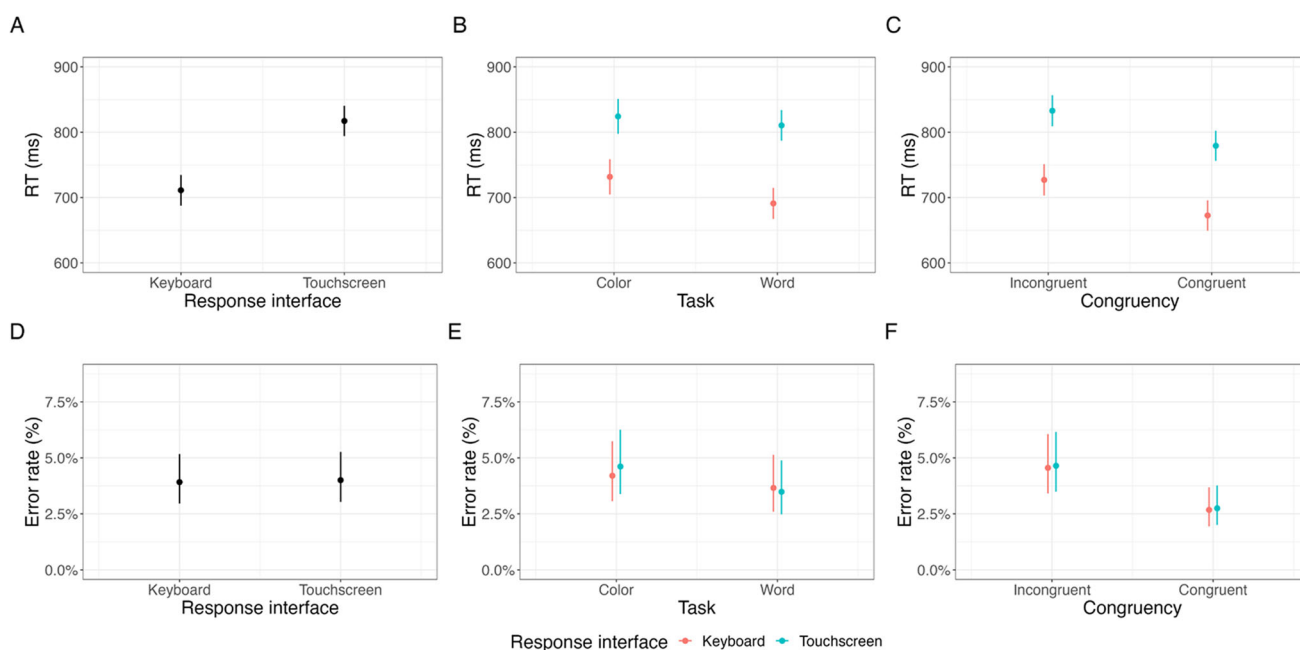 A
B
C
900
800
700
600
RT (ms)
Keyboard
Touchscreen
Response interface
900
800
700
600
RT (ms)
Color
Word
Task
900
800
700
600
RT (ms)
Incongruent
Congruent
Congruency
D
E
F
7.5%
5.0%
2.5%
0.0%
Error rate (%)
Keyboard
Touchscreen
Response interface
7.5%
5.0%
2.5%
0.0%
Error rate (%)
Color
Word
Task
7.5%
5.0%
2.5%
0.0%
Error rate (%)
Incongruent
Congruent
Congruency
Response interface Keyboard Touchscreen